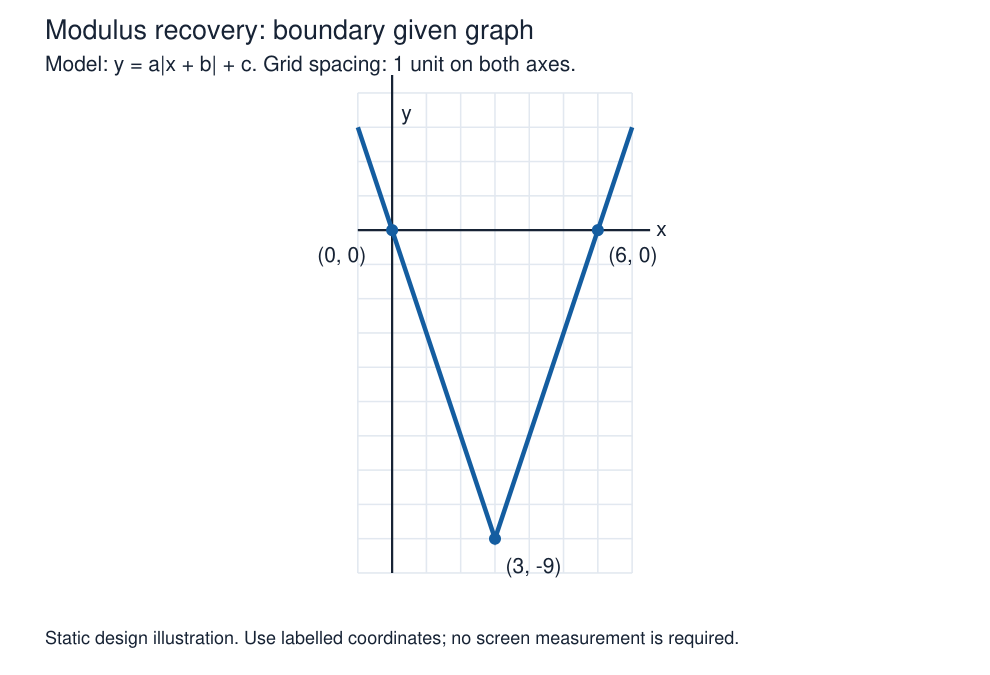 Modulus recovery: boundary given graph
Model: y = a|x + b| + c. Grid spacing: 1 unit on both axes.
y
x
(0, 0)
(6, 0)
(3, -9)
Static design illustration. Use labelled coordinates; no screen measurement is required.